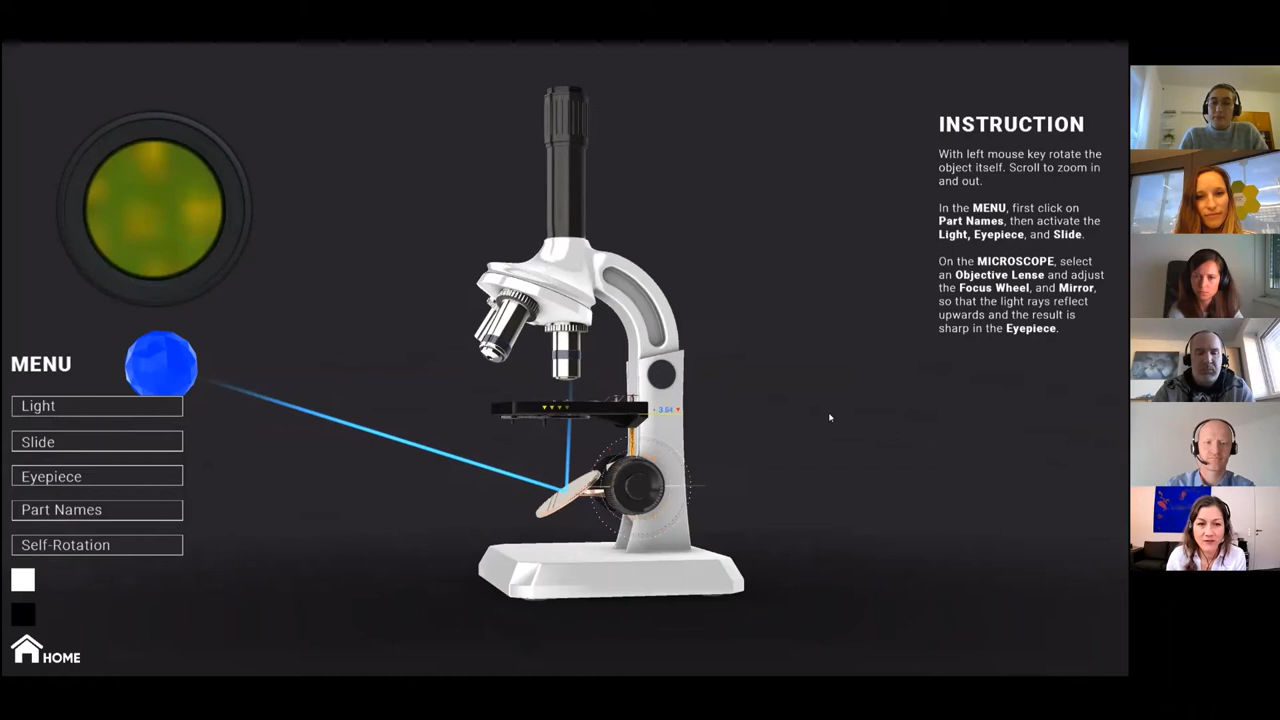 INSTRUCTION
With left mouse key rotate the
object itself. Scroll to zoom in
and out.
In the MENU, first click on
Part Names, then activate the
Light, Eyepiece, and Slide.
On the MICROSCOPE, select
an Objective Lense and adjust
the Focus Wheel, and Mirror,
so that the light rays reflect
upwards and the result is
sharp in the Eyepiece.
MENU
Light
Slide
Eyepiece
Part Names
Self-Rotation
HOME